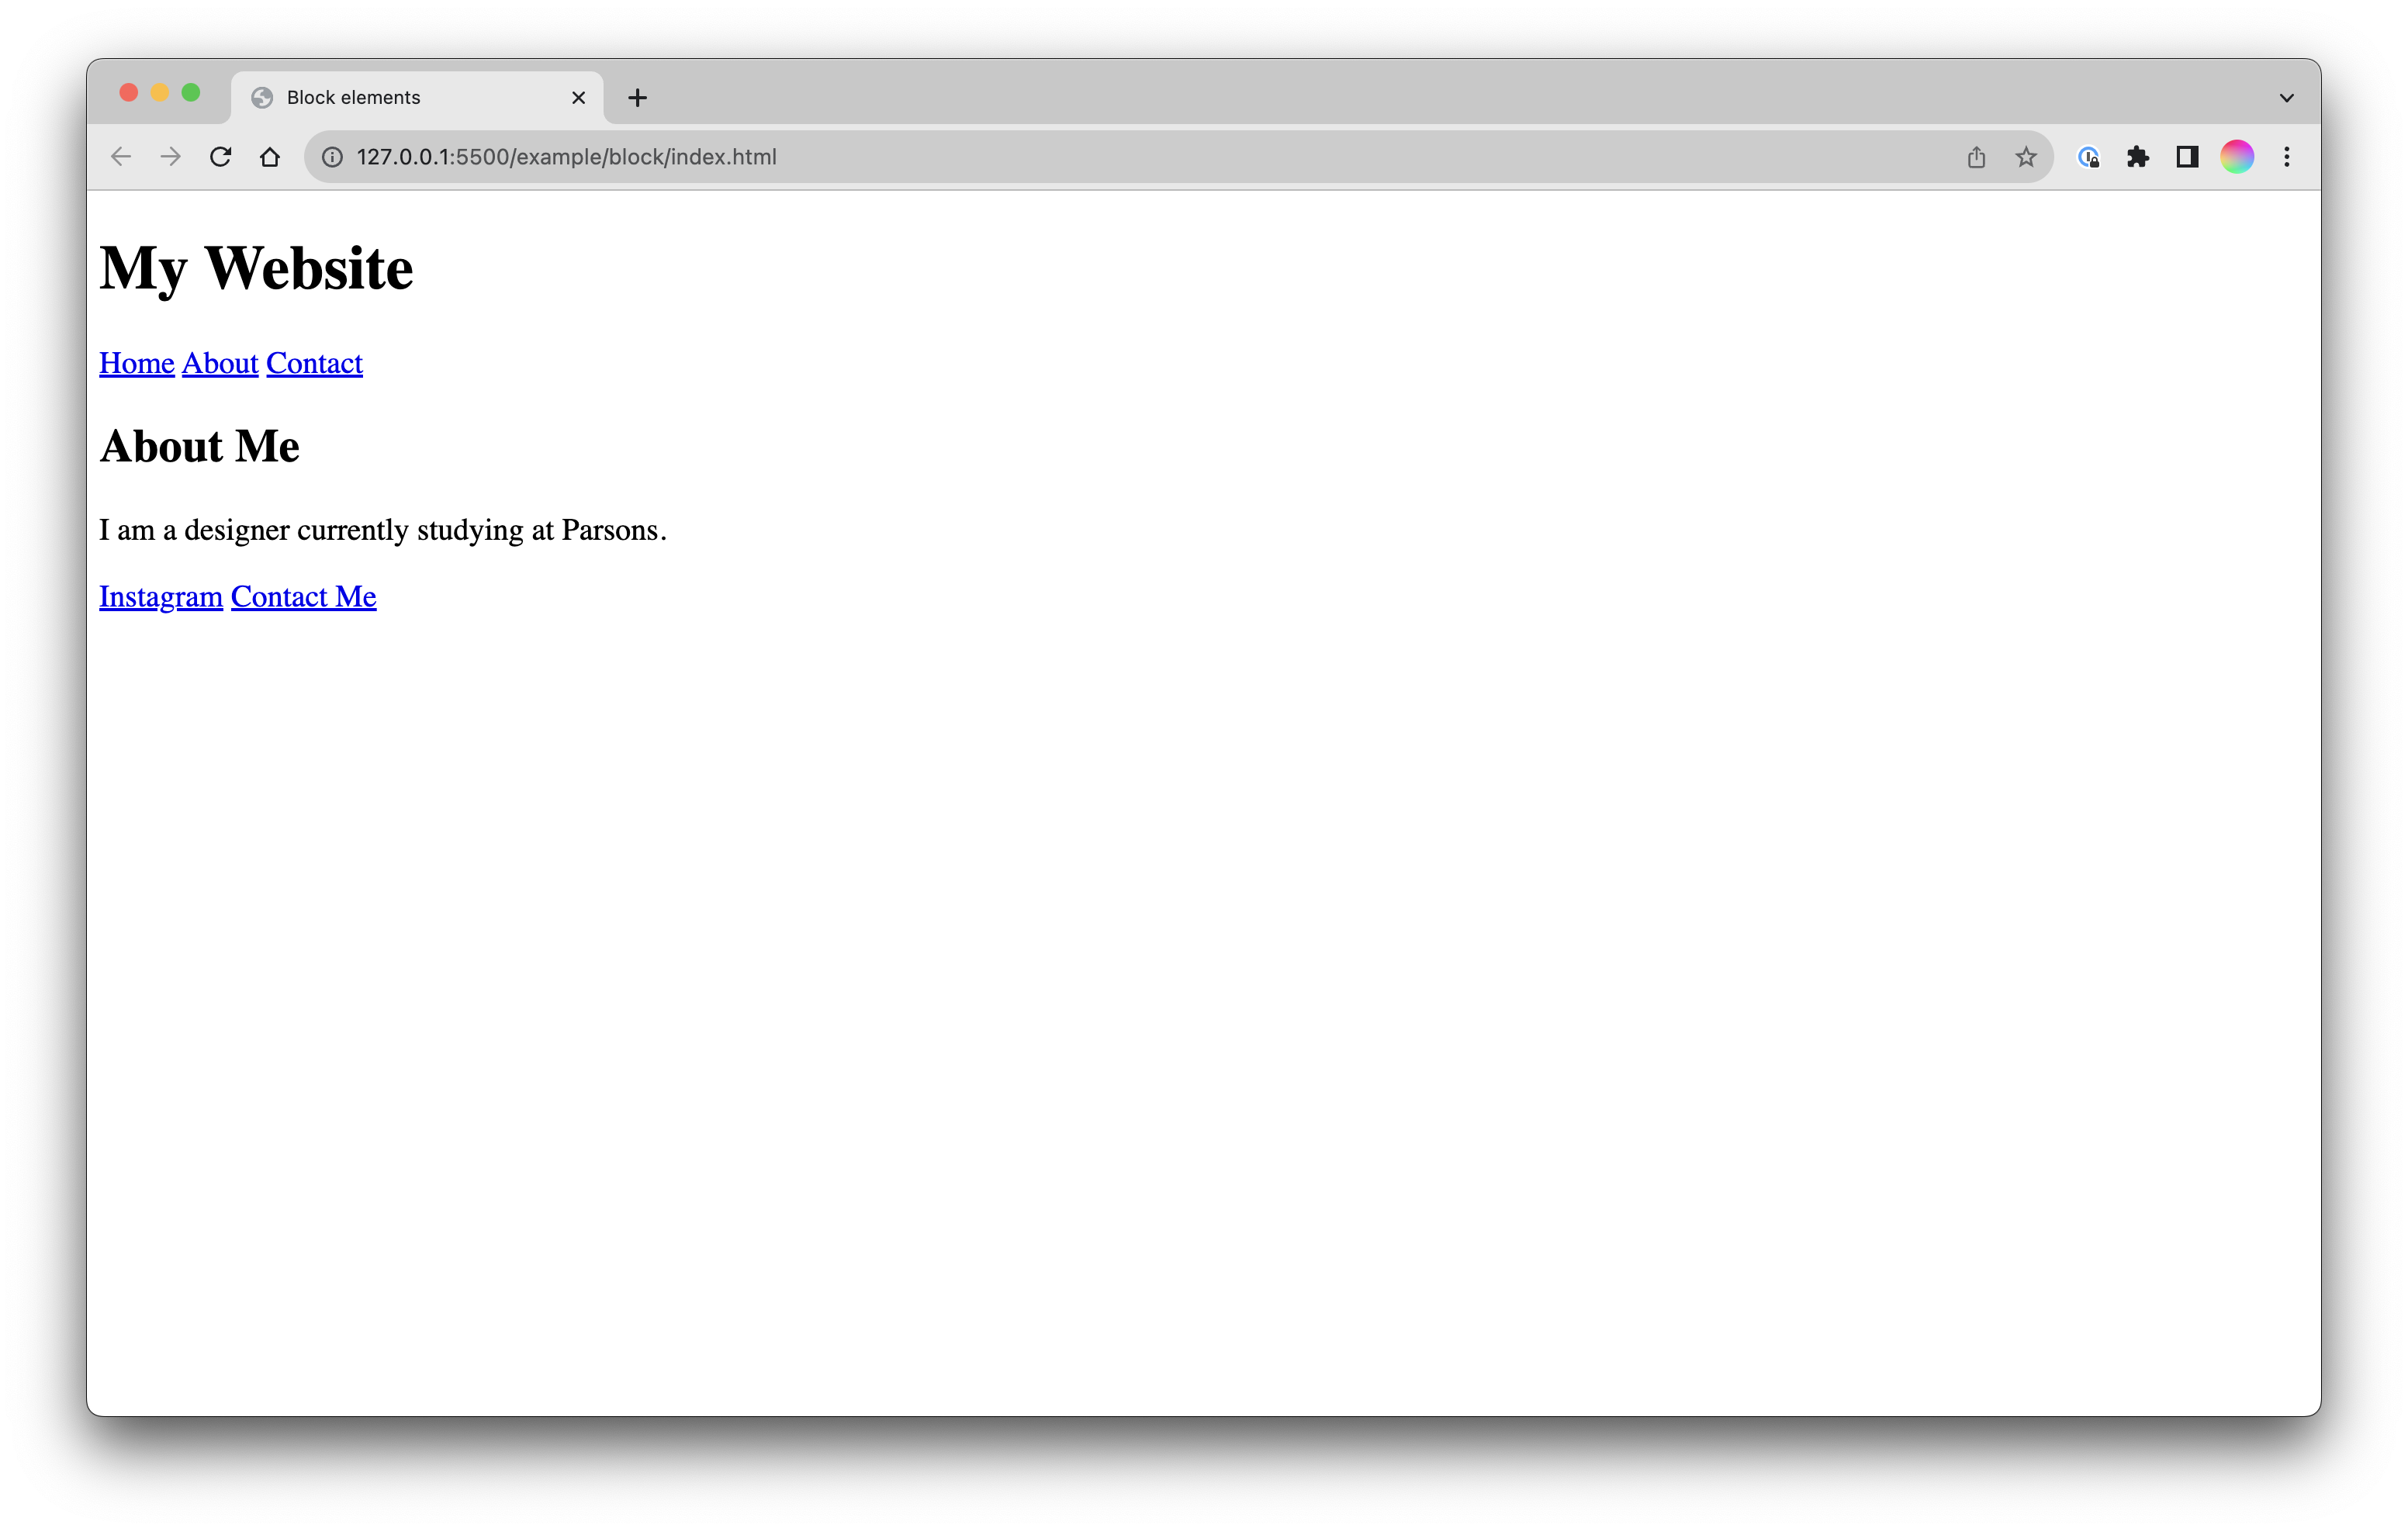 Block elements
127.0.0.1:5500/example/block/index.html
My Website
Home About Contact
About Me
I am a designer currently studying at Parsons.
Instagram Contact Me